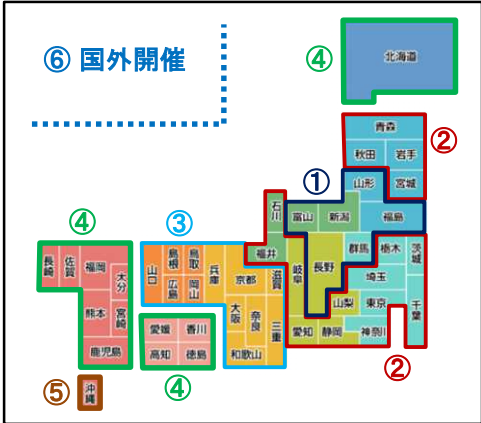 ⑥ 国外開催
④
北海道
青森
秋田 岩手
②
宮城
①
山形
石川
富山 新潟
福島
④
③
福井
群馬 栃木
茨城
長崎
佐賀
福岡
大分
山口
島根
鳥取
兵庫
京都
滋賀
岐阜
長野
埼玉
広島
岡山
山梨 東京
千葉
熊本
宮崎
愛媛 香川
大阪
奈良
三重
愛知 静岡 神奈川
鹿児島
高知 徳島
和歌山
②
⑤
沖縄
④